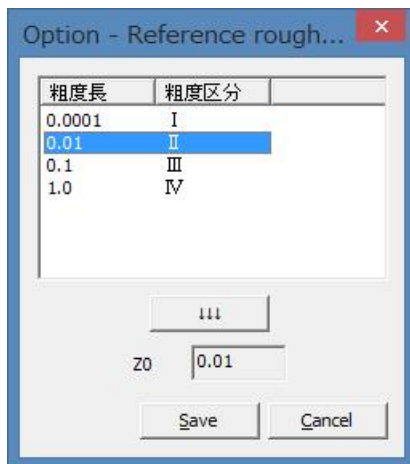 Option - Reference rough...
粗度長 粗度区分
0.0001 Ⅰ
0.01 Ⅱ
0.1 Ⅲ
1.0 Ⅳ
↓↓↓
Z0 0.01
Save Cancel